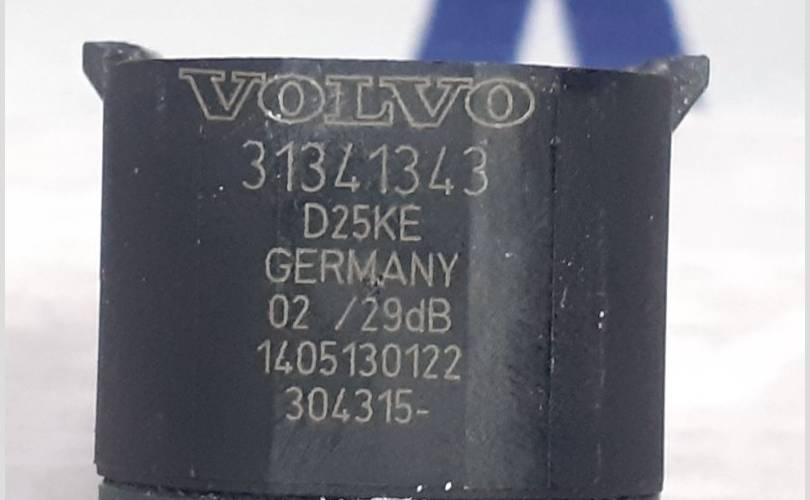 VOLVO
31341343
D25KE
GERMANY
02 /29dB
1405130122
304315-